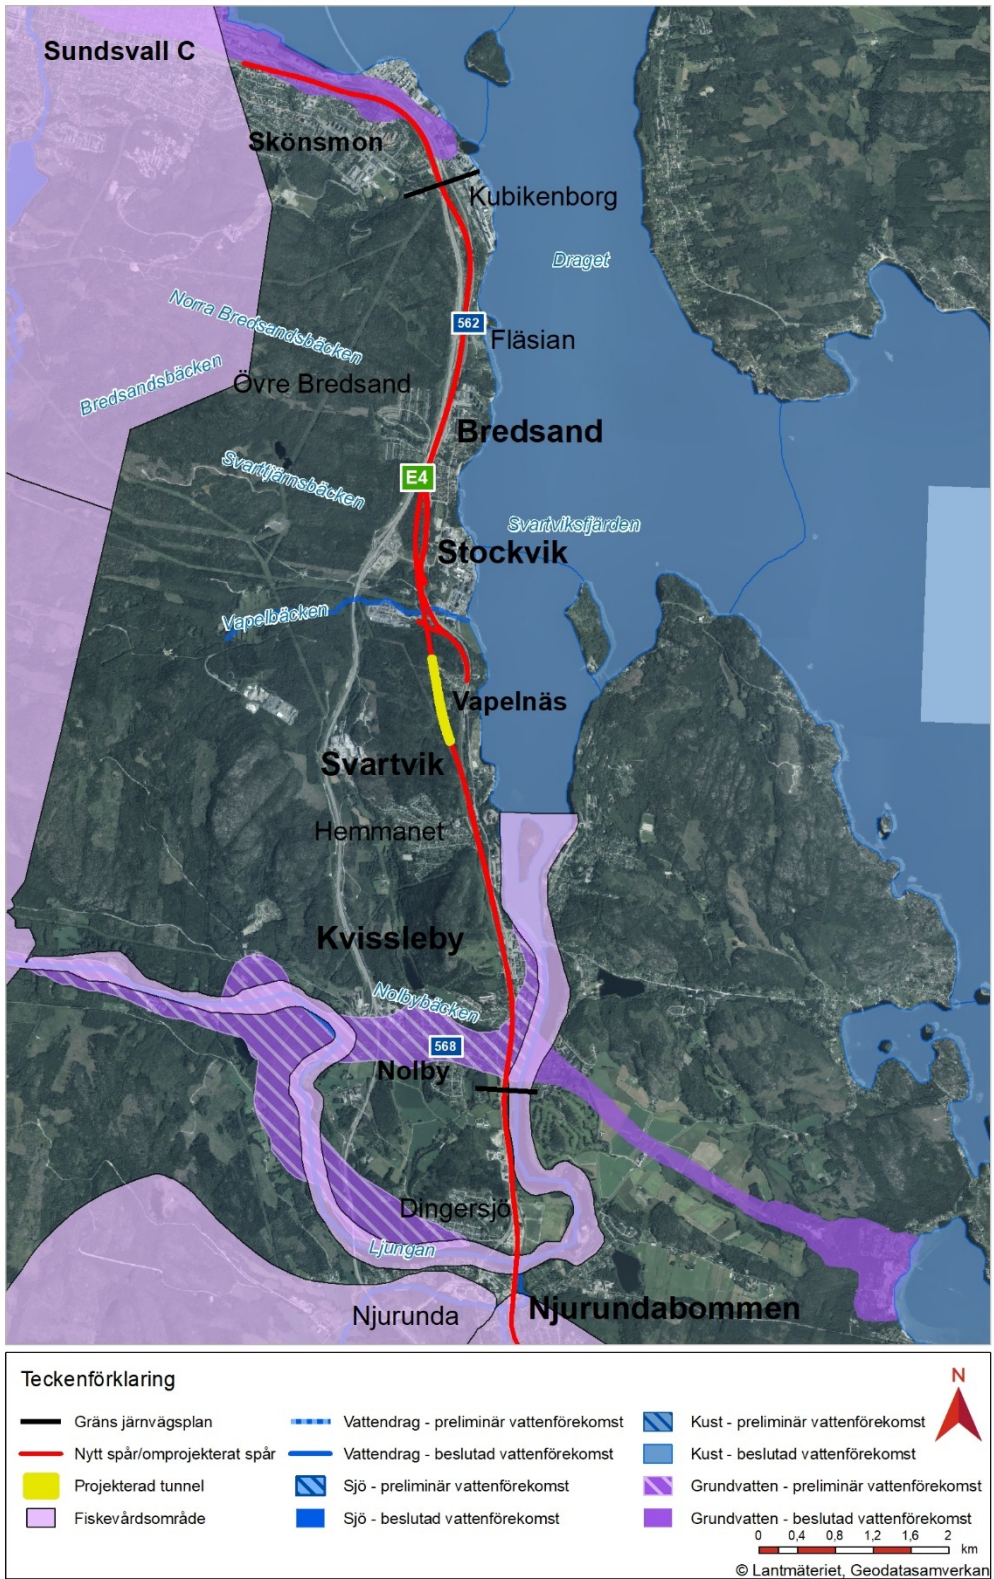 Sundsvall C
Skönsmon
Kubikenborg
Draget
Norra Bredsandsbäcken
562
Fläsian
Bredsandsbäcken
Övre Bredsand
Bredsand
Svarttjärnsbäcken
E4
Svartviksfjärden
Stockvik
Vapelbäcken
Vapelnäs
Svartvik
Hemmanet
Kvissleby
Nolbybäcken
568
Nolby
Dingersjö
Ljungan
Njurunda
Njurundabommen
Teckenförklaring
N
Gräns järnvägsplan
Nytt spår/omprojekterat spår
Projekterad tunnel
Fiskevårdsområde
Vattendrag - preliminär vattenförekomst
Vattendrag - beslutad vattenförekomst
Sjö - preliminär vattenförekomst
Sjö - beslutad vattenförekomst
Kust - preliminär vattenförekomst
Kust - beslutad vattenförekomst
Grundvatten - preliminär vattenförekomst
Grundvatten - beslutad vattenförekomst
0 0,4 0,8 1,2 1,6 2
km
© Lantmäteriet, Geodatasamverkan